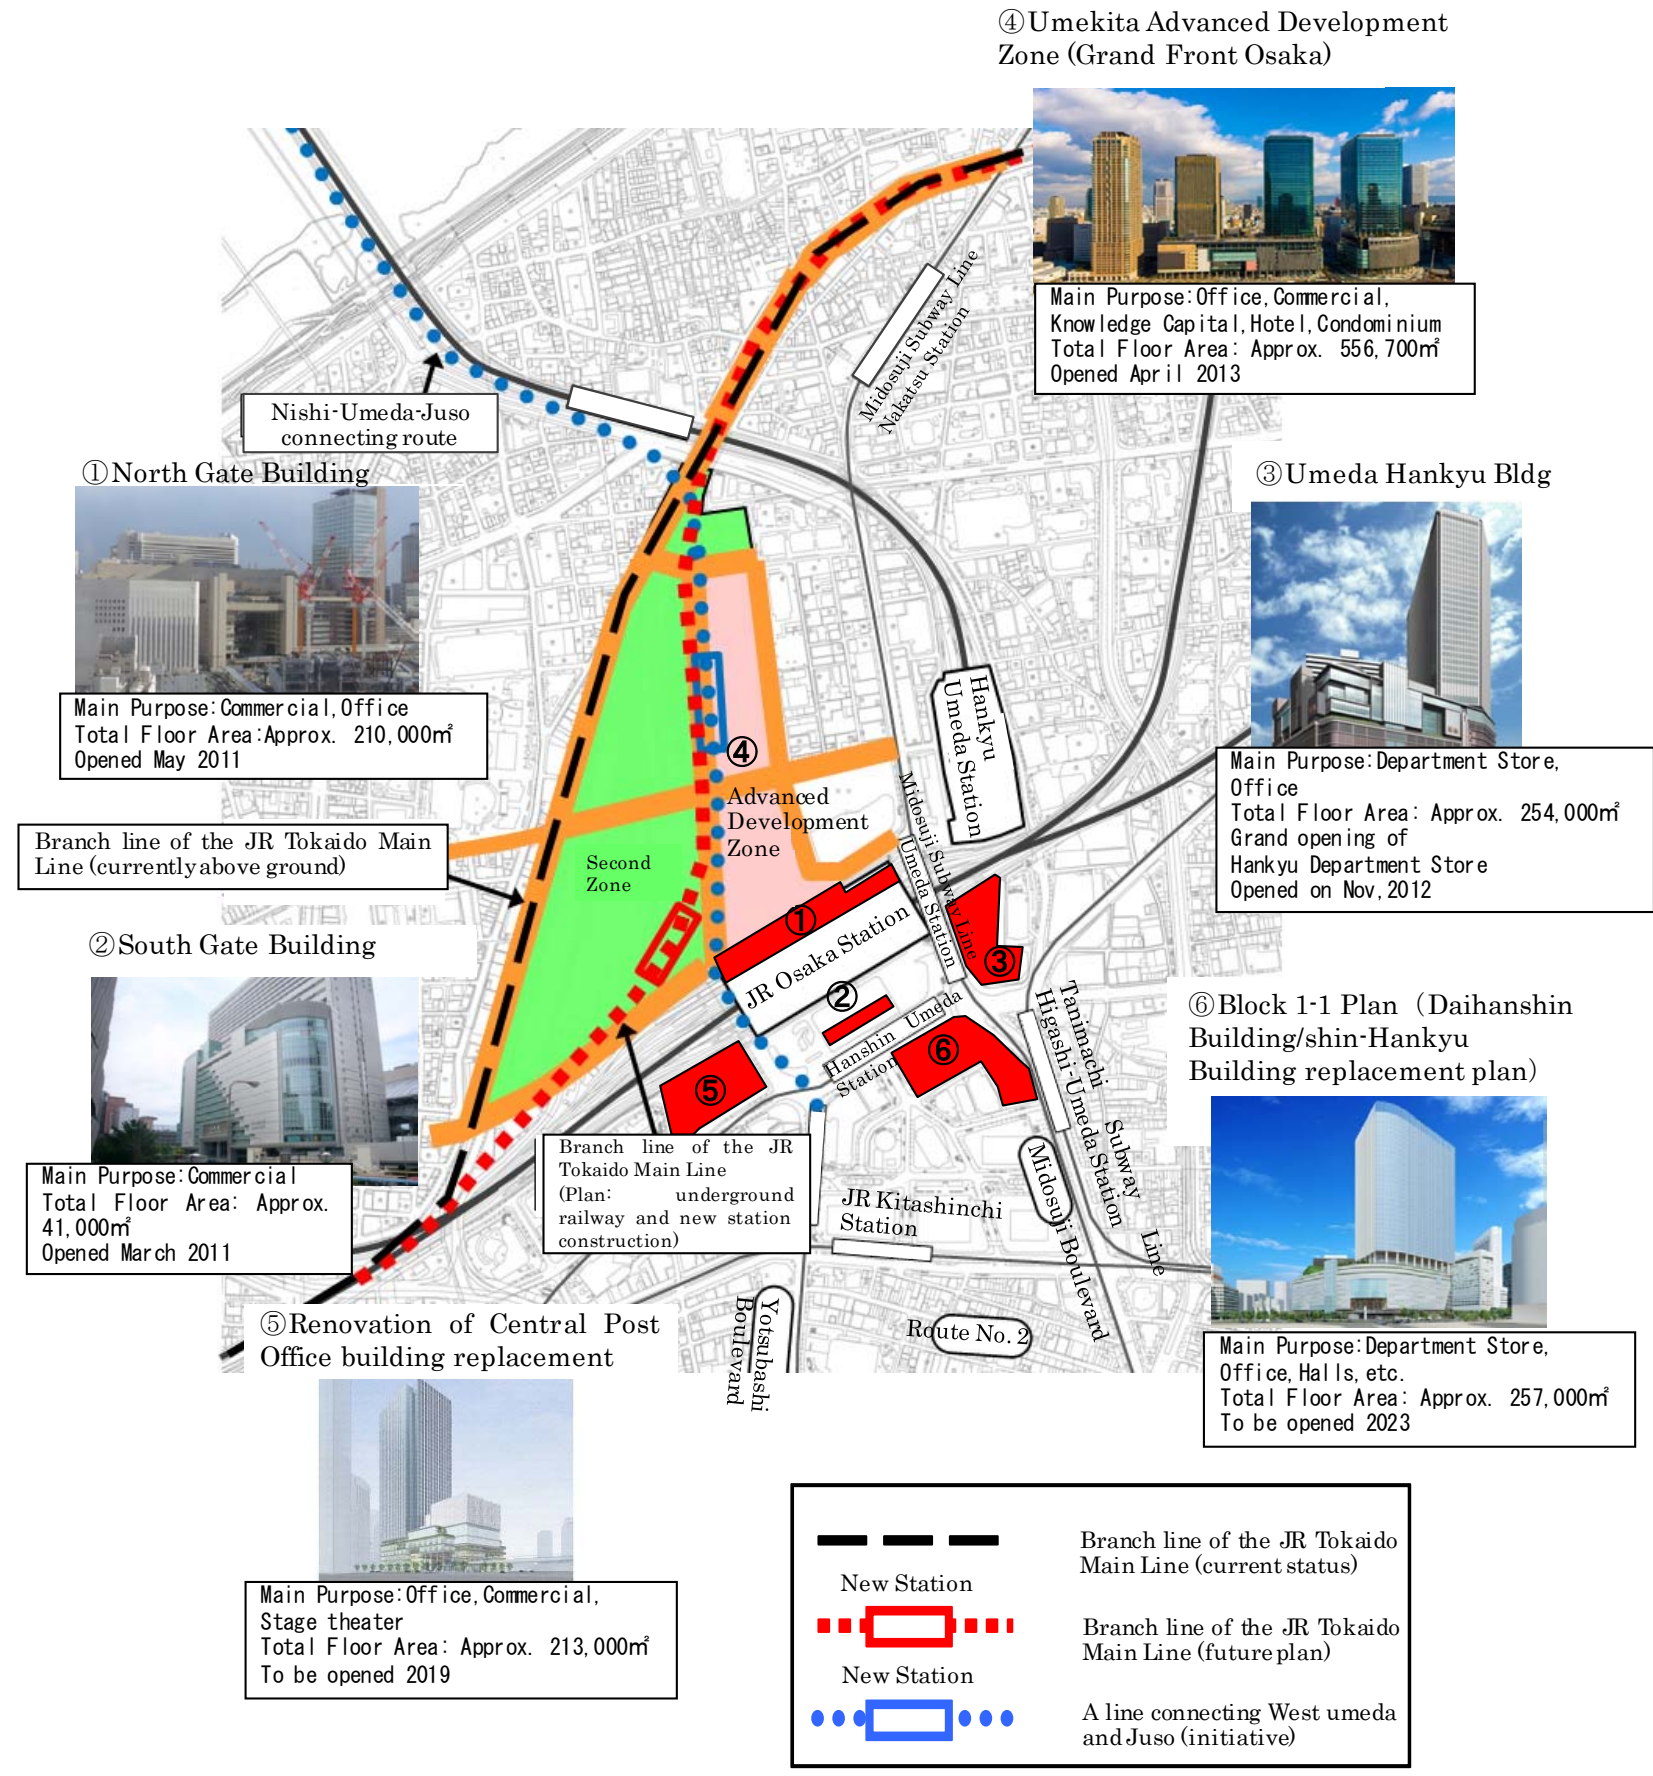 ④Umekita Advanced Development
Zone (Grand Front Osaka)
Main Purpose:Office,Commercial,
Knowledge Capital,Hotel,Condominium
Total Floor Area: Approx. 556,700㎡
Opened April 2013
Midosuji Subway Line
Nakatsu Station
Nishi-Umeda-Juso
connecting route
①North Gate Building
Main Purpose:Commercial,Office
Total Floor Area:Approx. 210,000㎡
Opened May 2011
③Umeda Hankyu Bldg
Main Purpose:Department Store,
Office
Total Floor Area: Approx. 254,000㎡
Grand opening of
Hankyu Department Store
Opened on Nov,2012
Hankyu
Umeda Station
④
Advanced
Development
Zone
Midosuji Subway Line
Umeda Station
Branch line of the JR Tokaido Main
Line (currently above ground)
Second
Zone
①
JR Osaka Station
③
②
②South Gate Building
Main Purpose:Commercial
Total Floor Area: Approx.
41,000㎡
Opened March 2011
Hanshin Umeda
Station
⑥
⑤
Tanimachi Subway Line
Higashi-Umeda Station
⑥Block 1-1 Plan（Daihanshin
Building/shin-Hankyu
Building replacement plan）
Main Purpose:Department Store,
Office,Halls,etc.
Total Floor Area: Approx. 257,000㎡
To be opened 2023
Branch line of the JR
Tokaido Main Line
(Plan: underground
railway and new station
construction)
JR Kitashinchi
Station
Midosuji Boulevard
Yotsubashi
Boulevard
Route No. 2
⑤Renovation of Central Post
Office building replacement
Main Purpose:Office,Commercial,
Stage theater
Total Floor Area: Approx. 213,000㎡
To be opened 2019
Branch line of the JR Tokaido
Main Line (current status)
New Station
Branch line of the JR Tokaido
Main Line (future plan)
New Station
A line connecting West umeda
and Juso (initiative)